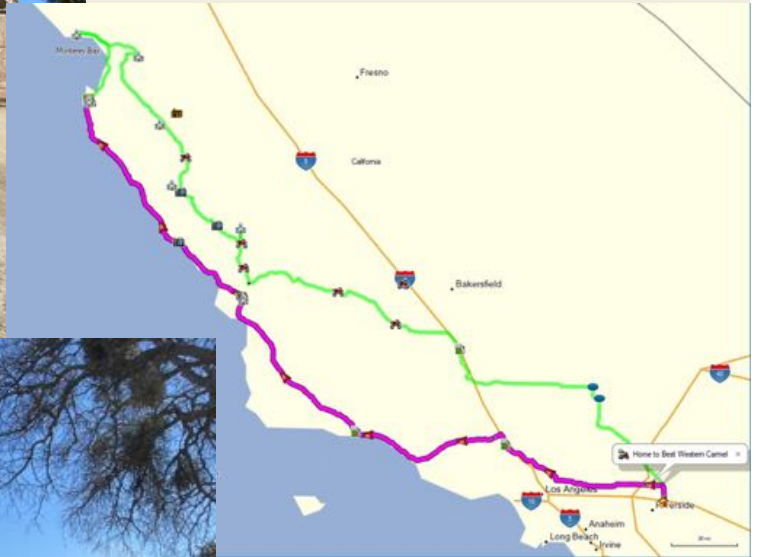 Monterey Bay
Fresno
5
California
Bakersfield
40
Home to Best Western Carmel ×
Los Angeles
Riverside
Anaheim
Long Beach
Irvine